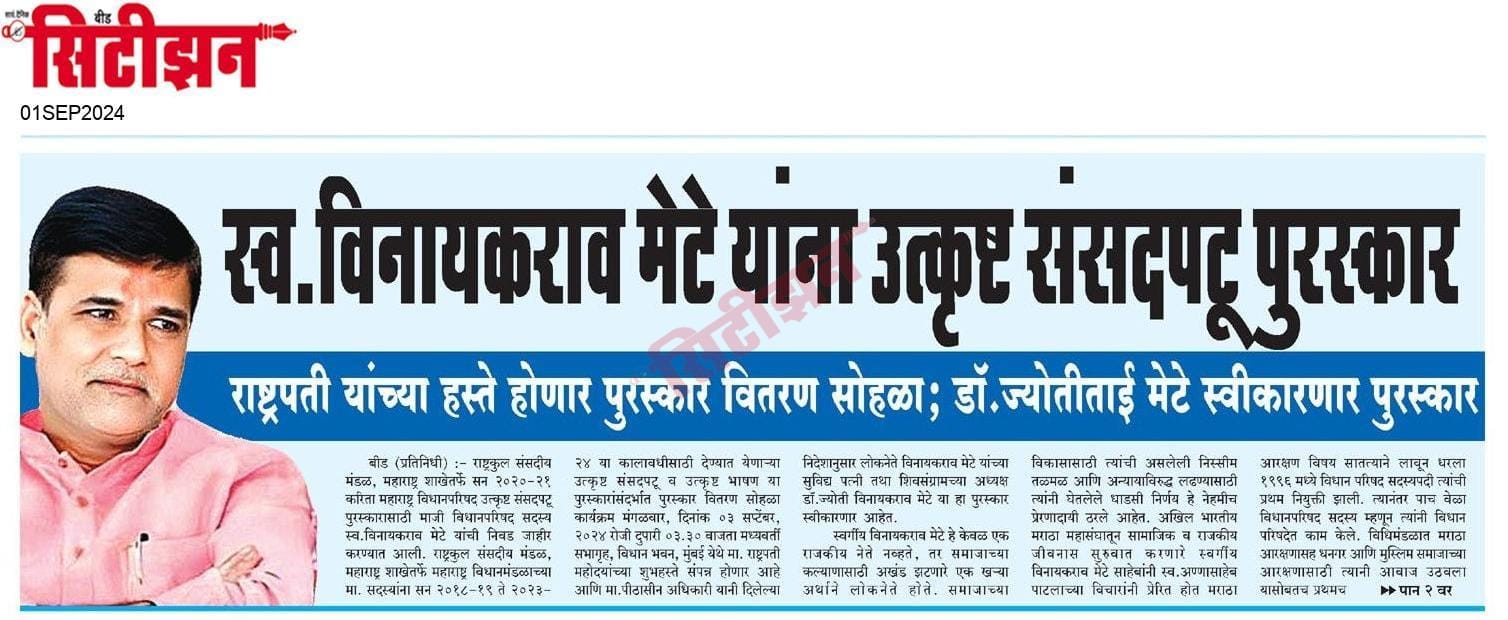 सायं.दैनिक
बीड
सिटीझन
01SEP2024
स्व.विनायकराव मेटे यांना उत्कृष्ट संसदपटू पुरस्कार
सिटीझन
राष्ट्रपती यांच्या हस्ते होणार पुरस्कार वितरण सोहळा; डॉ.ज्योतीताई मेटे स्वीकारणार पुरस्कार
बीड (प्रतिनिधी) :- राष्ट्रकुल संसदीय
मंडळ, महाराष्ट्र शाखेतर्फे सन २०२०-२१
करिता महाराष्ट्र विधानपरिषद उत्कृष्ट संसदपटू
पुरस्कारासाठी माजी विधानपरिषद सदस्य
स्व.विनायकराव मेटे यांची निवड जाहीर
करण्यात आली. राष्ट्रकुल संसदीय मंडळ,
महाराष्ट्र शाखेतर्फे महाराष्ट्र विधानमंडळाच्या
मा. सदस्यांना सन २०१८-१९ ते २०२३-
२४ या कालावधीसाठी देण्यात येणाऱ्या
उत्कृष्ट संसदपटू व उत्कृष्ट भाषण या
पुरस्कारांसंदर्भात पुरस्कार वितरण सोहळा
कार्यक्रम मंगळवार, दिनांक ०३ सप्टेंबर,
२०२४ रोजी दुपारी ०३.३० वाजता मध्यवर्ती
सभागृह, विधान भवन, मुंबई येथे मा. राष्ट्रपती
महोदयांच्या शुभहस्ते संपन्न होणार आहे
आणि मा.पीठासीन अधिकारी यानी दिलेल्या
निदेशानुसार लोकनेते विनायकराव मेटे यांच्या
सुविद्य पत्नी तथा शिवसंग्रामच्या अध्यक्ष
डॉ.ज्योती विनायकराव मेटे या हा पुरस्कार
स्वीकारणार आहेत.
स्वर्गीय विनायकराव मेटे हे केवळ एक
राजकीय नेते नव्हते, तर समाजाच्या
कल्याणासाठी अखंड झटणारे एक खऱ्या
अर्थाने लोकनेते होते. समाजाच्या
विकासासाठी त्यांची असलेली निस्सीम
तळमळ आणि अन्यायाविरुद्ध लढण्यासाठी
त्यांनी घेतलेले धाडसी निर्णय हे नेहमीच
प्रेरणादायी ठरले आहेत. अखिल भारतीय
मराठा महासंघातून सामाजिक व राजकीय
जीवनास सुरुवात करणारे स्वर्गीय
विनायकराव मेटे साहेबांनी स्व.अण्णासाहेब
पाटलाच्या विचारांनी प्रेरित होत मराठा
आरक्षण विषय सातत्याने लावून धरला
१९९६ मध्ये विधान परिषद सदस्यपदी त्यांची
प्रथम नियुक्ती झाली. त्यानंतर पाच वेळा
विधानपरिषद सदस्य म्हणून त्यांनी विधान
परिषदेत काम केले. विधिमंडळात मराठा
आरक्षणासह धनगर आणि मुस्लिम समाजाच्या
आरक्षणासाठी त्यानी आवाज उठवला
यासोबतच प्रथमच ▶▶पान २ वर